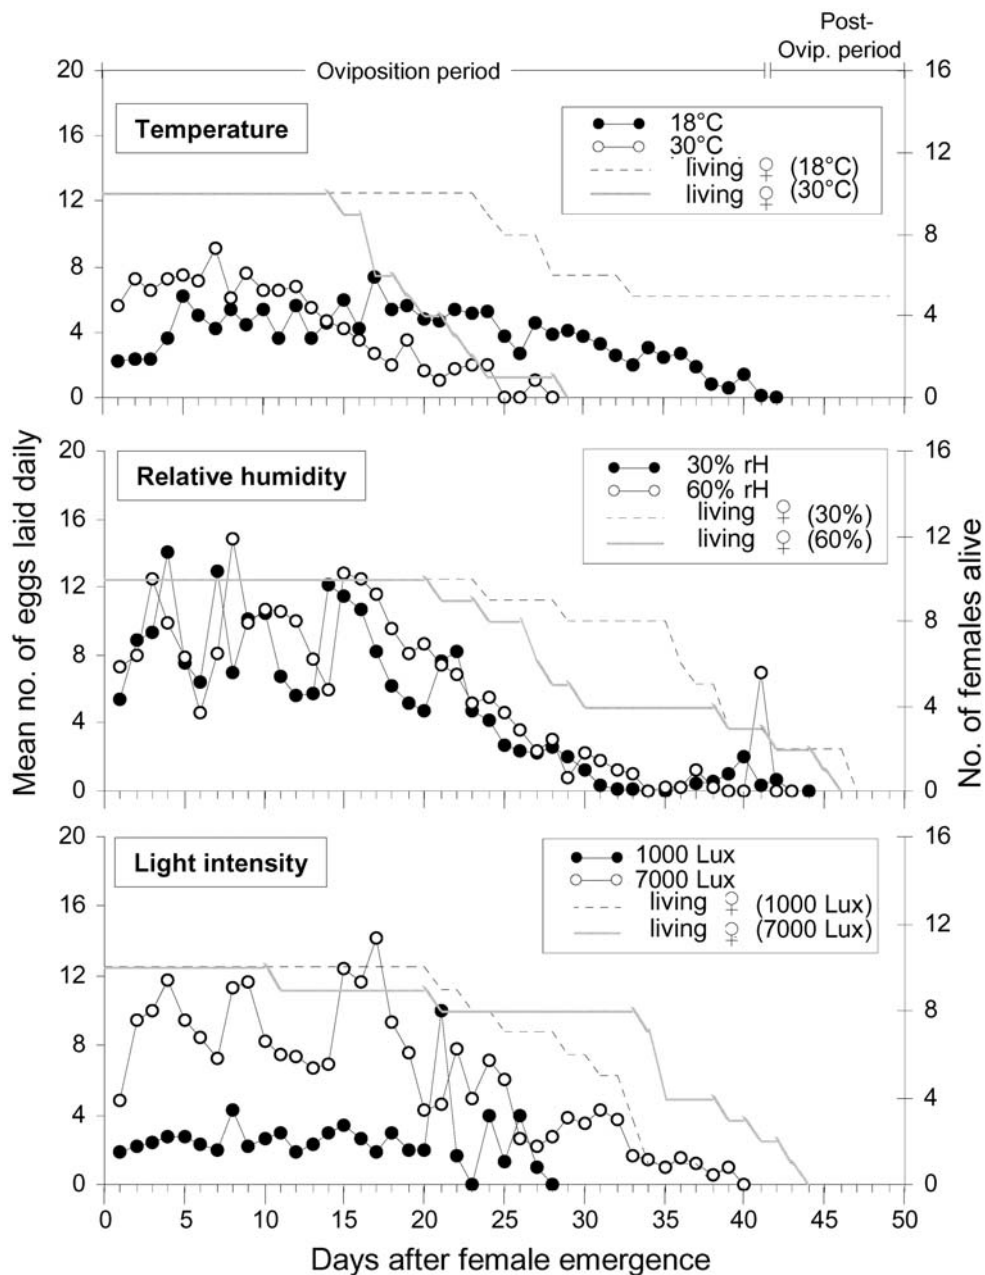 Post-
Ovip. period
Oviposition period
20
16
12
8
4
0
Temperature
18°C
30°C
living ♀ (18°C)
living ♀ (30°C)
16
12
8
4
0
20
16
12
8
4
0
Relative humidity
30% rH
60% rH
living ♀ (30%)
living ♀ (60%)
16
12
8
4
0
Mean no. of eggs laid daily
No. of females alive
20
16
12
8
4
0
Light intensity
1000 Lux
7000 Lux
living ♀ (1000 Lux)
living ♀ (7000 Lux)
16
12
8
4
0
0 5 10 15 20 25 30 35 40 45 50
Days after female emergence